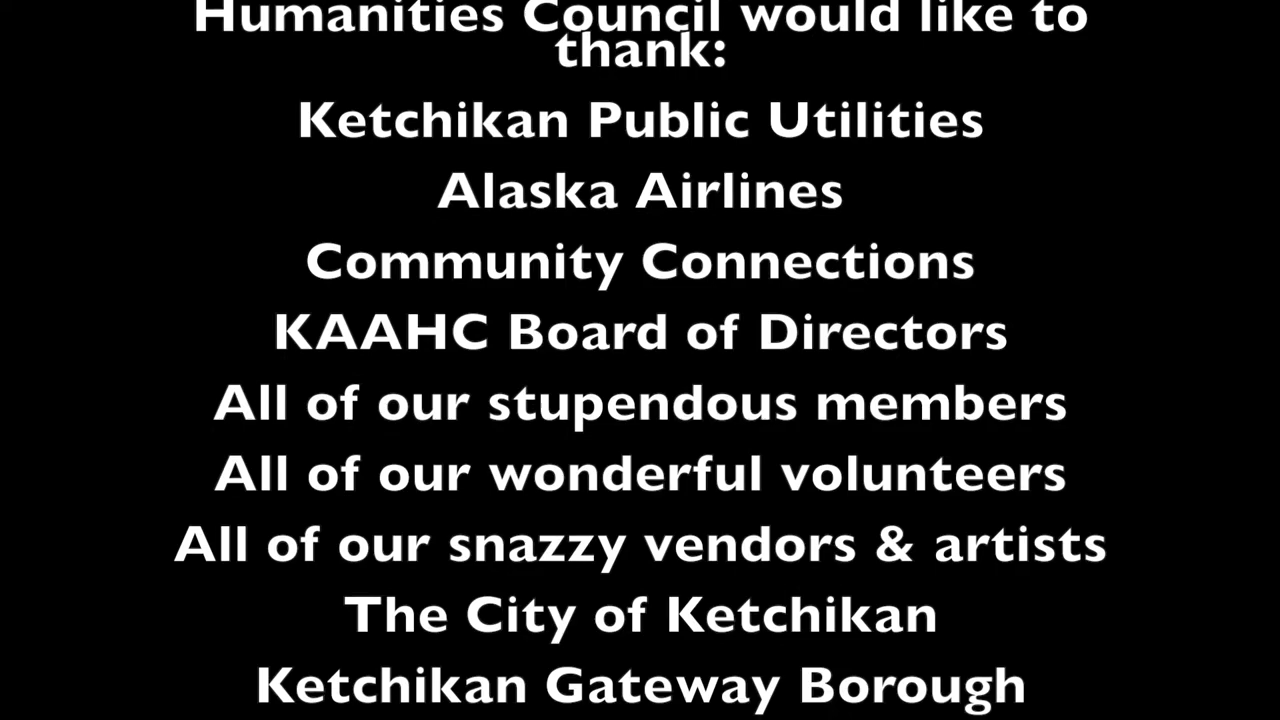 Humanities Council would like to
thank:
Ketchikan Public Utilities
Alaska Airlines
Community Connections
KAAHC Board of Directors
All of our stupendous members
All of our wonderful volunteers
All of our snazzy vendors & artists
The City of Ketchikan
Ketchikan Gateway Borough